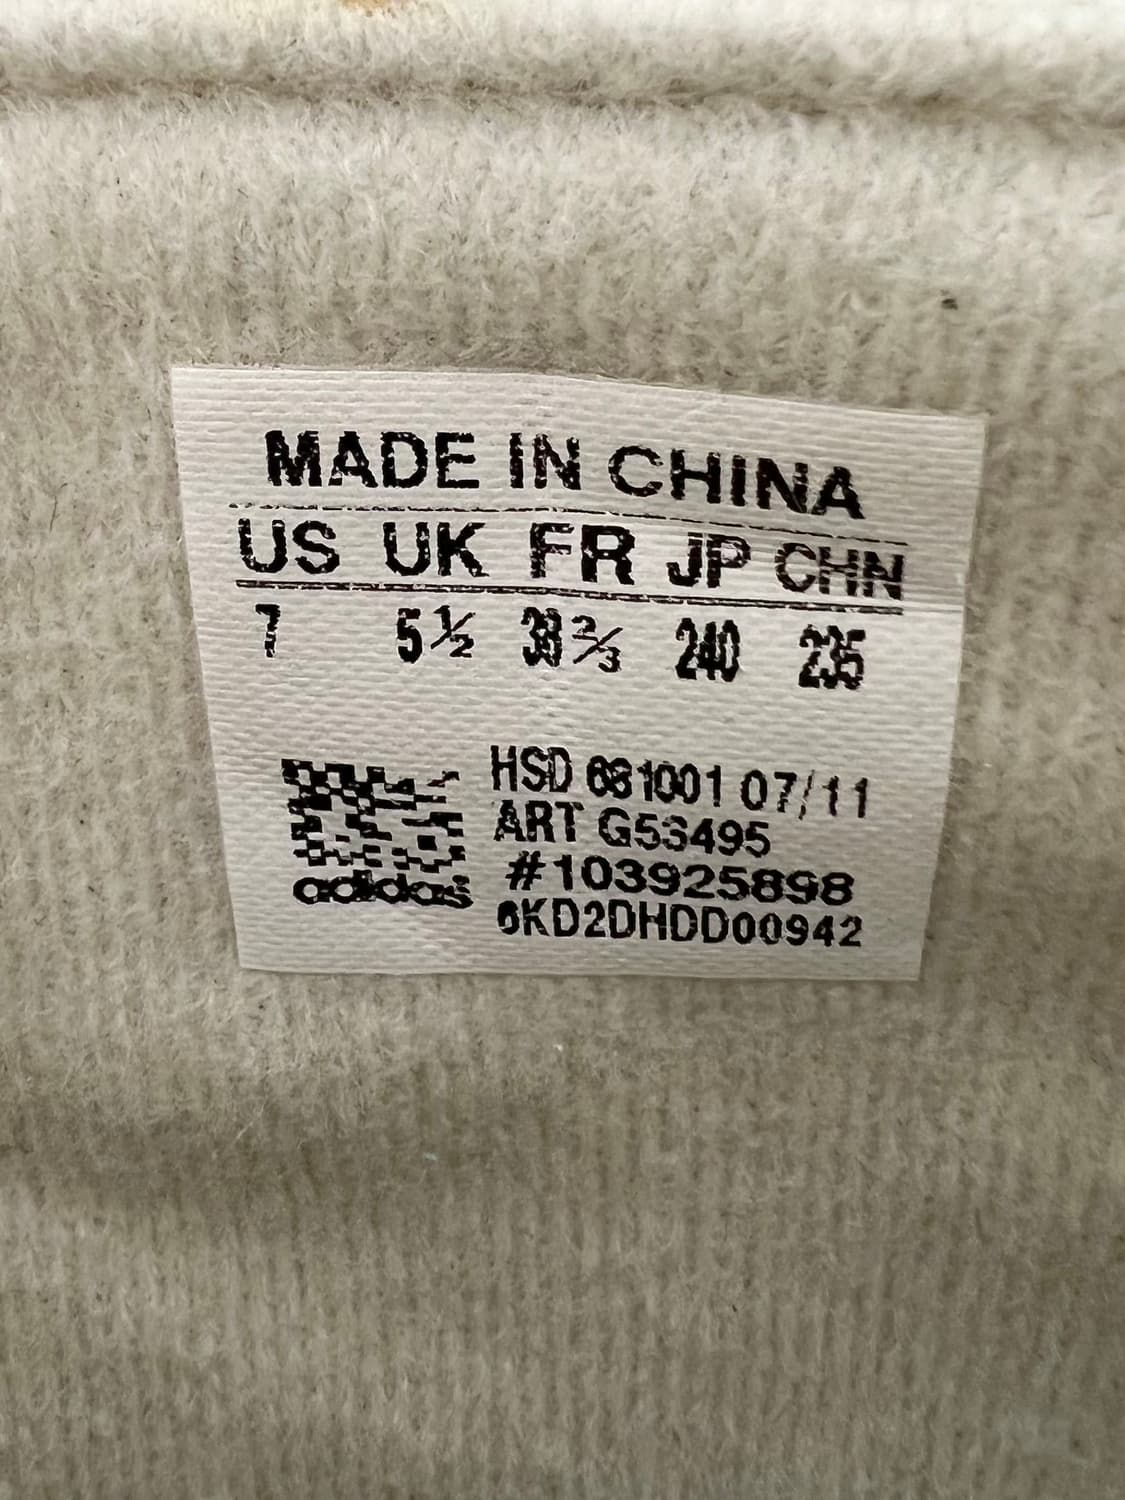 MADE IN CHINA
US UK FR JP CHN
7 5½ 38⅔ 240 235
HSD 681001 07/11
ART G53495
#103925898
6KD2DHDD00942
adidas